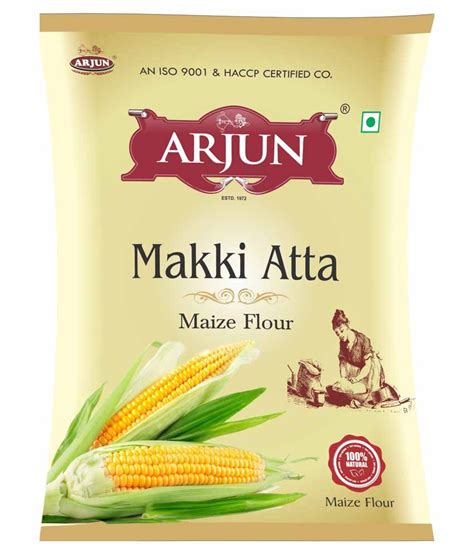 ARJUN
AN ISO 9001 & HACCP CERTIFIED CO.
ARJUN
®
ESTD. 1972
Makki Atta
Maize Flour
100%
NATURAL
Maize Flour